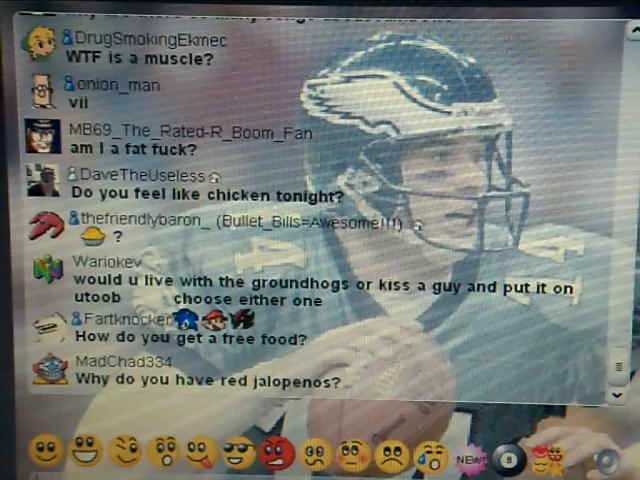 DrugSmokingEkmec
WTF is a muscle?
onion_man
vii
MB69_The_Rated-R_Boom_Fan
am I a fat fuck?
DaveTheUseless
Do you feel like chicken tonight?
thefriendlybaron_ (Bullet_Bills=Awesome!!!)
?
Wariokev
would u live with the groundhogs or kiss a guy and put it on
utoob choose either one
Fartknocker
How do you get a free food?
MadChad334
Why do you have red jalopenos?
NEW!
8